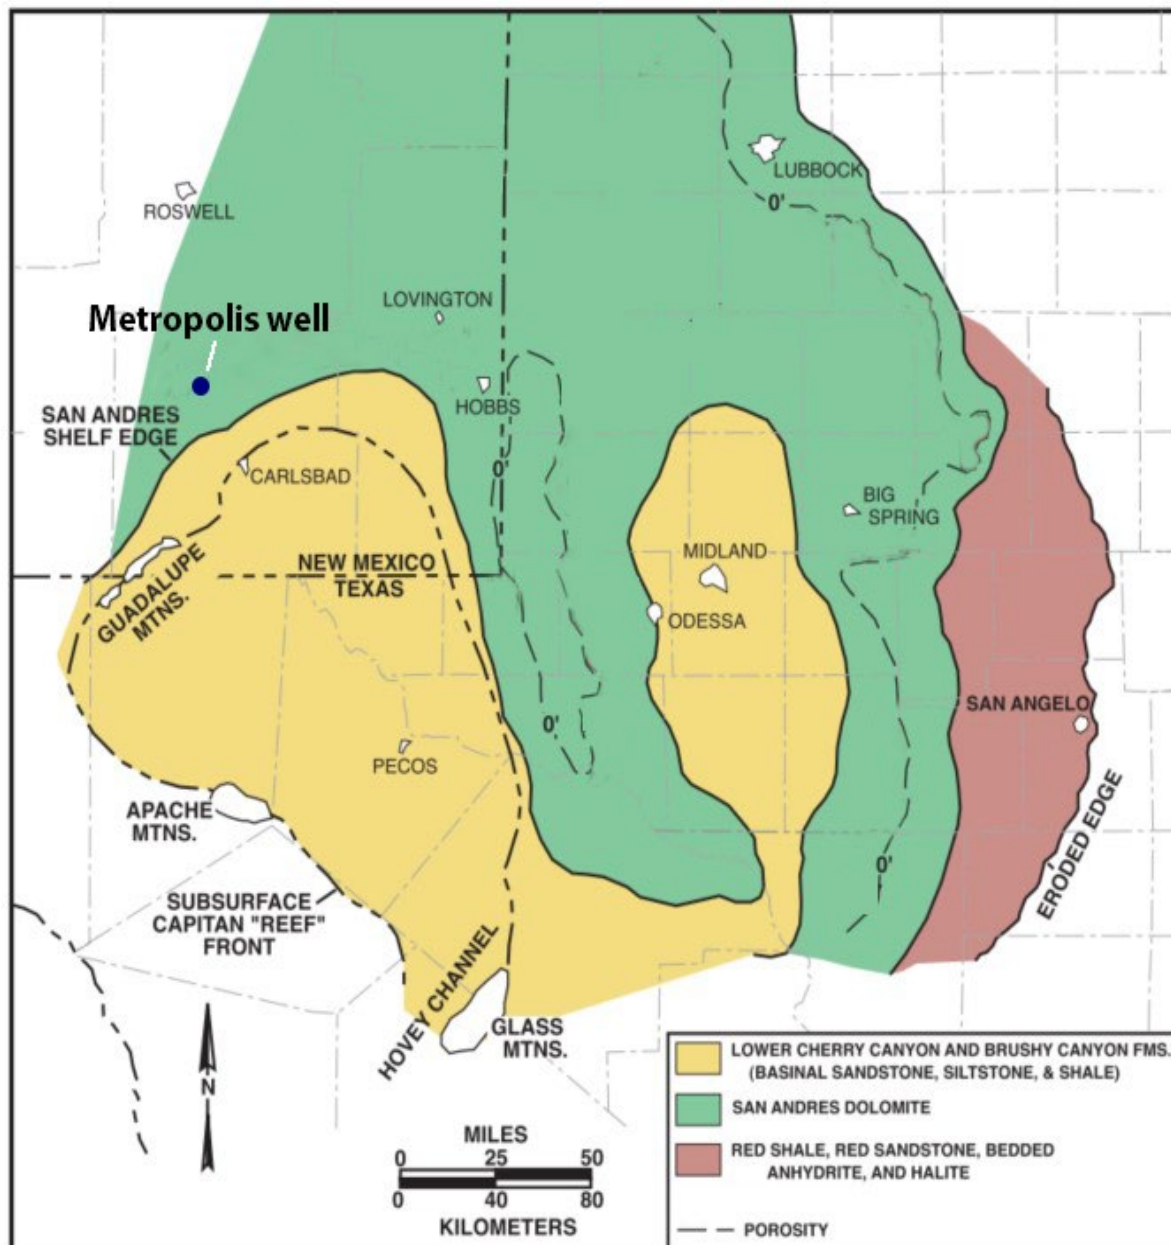 LUBBOCK
0'
ROSWELL
LOVINGTON
Metropolis well
HOBBS
SAN ANDRES
SHELF EDGE
0'
CARLSBAD
BIG
SPRING
MIDLAND
NEW MEXICO
TEXAS
GUADALUPE
MTNS.
ODESSA
SAN ANGELO
0'
PECOS
APACHE
MTNS.
ERODED EDGE
0'
SUBSURFACE
CAPITAN "REEF"
FRONT
HOVEY CHANNEL
GLASS
MTNS.
N
LOWER CHERRY CANYON AND BRUSHY CANYON FMS.
(BASINAL SANDSTONE, SILTSTONE, & SHALE)
SAN ANDRES DOLOMITE
RED SHALE, RED SANDSTONE, BEDDED
ANHYDRITE, AND HALITE
POROSITY
MILES
0 25 50
0 40 80
KILOMETERS